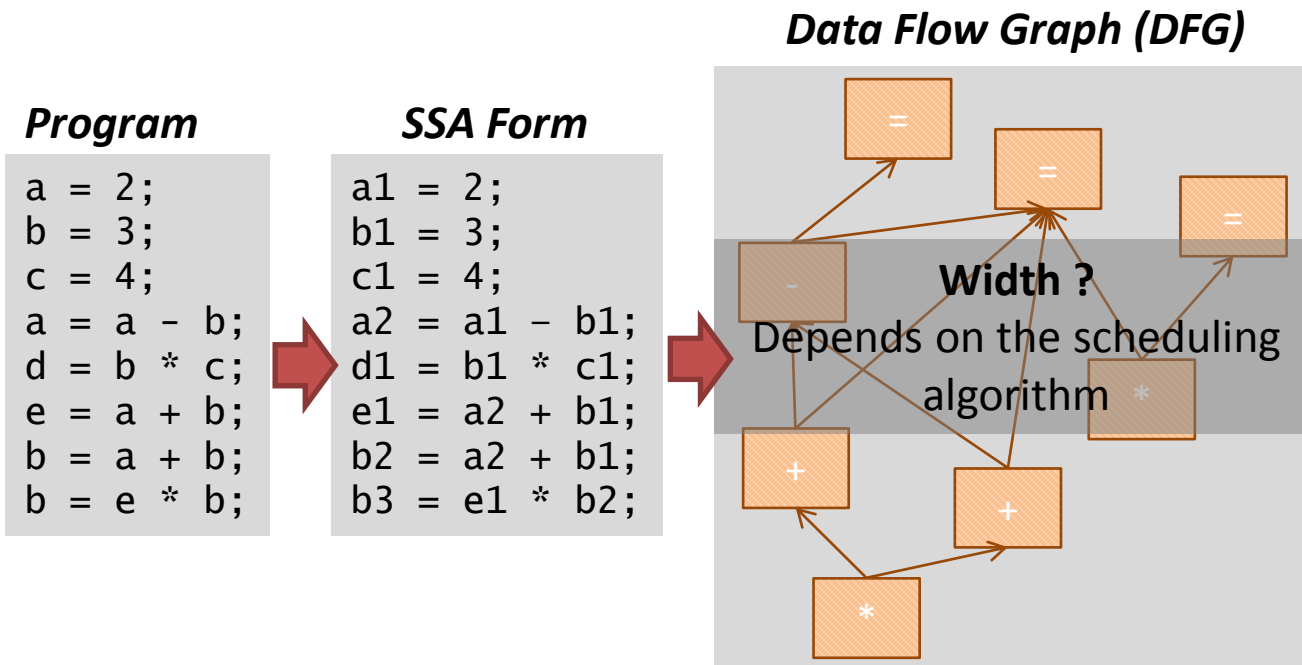 Data Flow Graph (DFG)
Program
SSA Form
a = 2;
b = 3;
c = 4;
a = a - b;
d = b * c;
e = a + b;
b = a + b;
b = e * b;
a1 = 2;
b1 = 3;
c1 = 4;
a2 = a1 – b1;
d1 = b1 * c1;
e1 = a2 + b1;
b2 = a2 + b1;
b3 = e1 * b2;
=
=
=
-
Width ?
Depends on the scheduling
algorithm
*
+
+
*